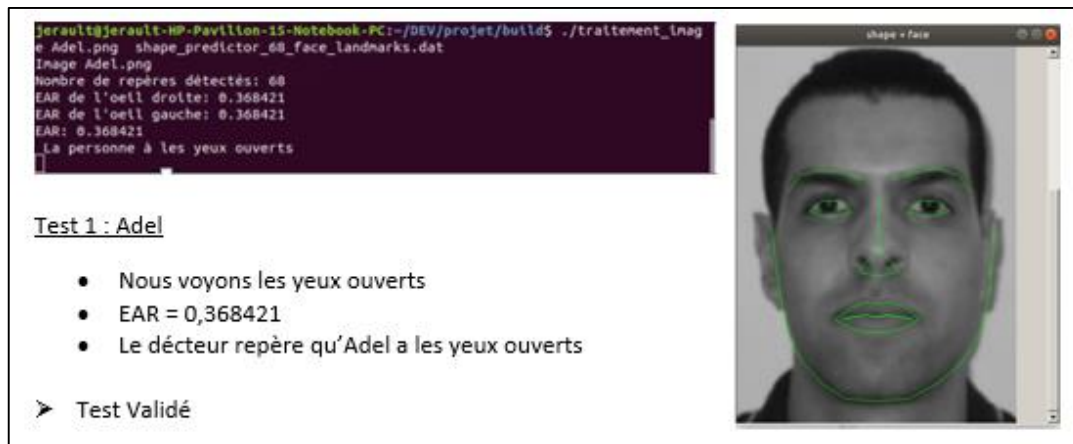 jerault@jerault-HP-Pavilion-15-Notebook-PC:~/DEV/projet/build$ ./traitement_imag
e Adel.png  shape_predictor_68_face_landmarks.dat
Image Adel.png
Nombre de repères détectés: 68
EAR de l'oeil droite: 0.368421
EAR de l'oeil gauche: 0.368421
EAR: 0.368421
La personne à les yeux ouverts
shape + face
Test 1 : Adel
• Nous voyons les yeux ouverts
• EAR = 0,368421
• Le décteur repère qu'Adel a les yeux ouverts
➢ Test Validé